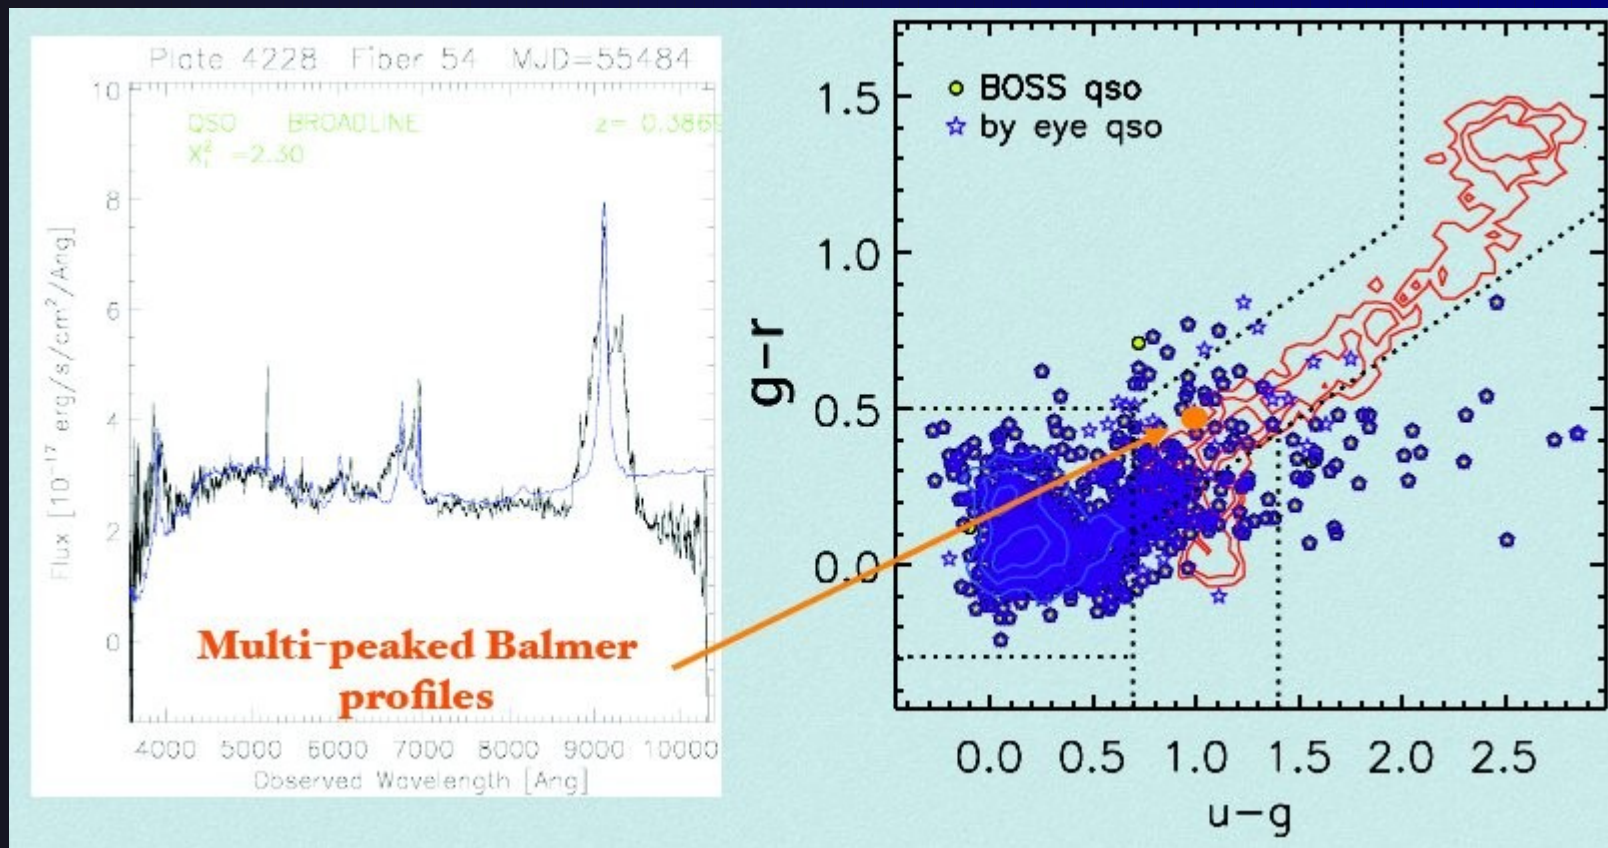 Plate 4228 Fiber 54 MJD=55484
QSO BROADLINE z= 0.386
X²r =2.30
10
8
6
4
2
0
Flux [10⁻¹⁷ erg/s/cm²/Ang]
Multi-peaked Balmer
profiles
4000 5000 6000 7000 8000 9000 10000
Observed Wavelength [Ang]
BOSS qso
by eye qso
1.5
1.0
0.5
0.0
g-r
0.0 0.5 1.0 1.5 2.0 2.5
u-g